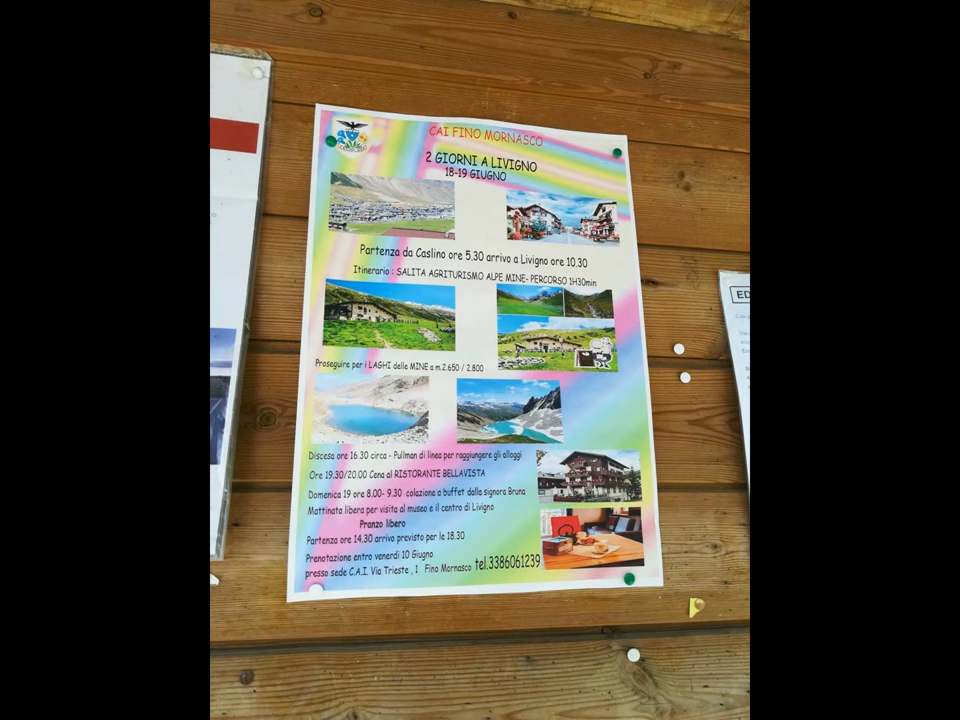 CAI FINO MORNASCO
2 GIORNI A LIVIGNO
18-19 GIUGNO
Partenza da Caslino ore 5.30 arrivo a Livigno ore 10.30
Itinerario : SALITA AGRITURISMO ALPE MINE- PERCORSO 1H30min
Proseguire per i LAGHI delle MINE a m.2.650 / 2.800
Discesa ore 16.30 circa - Pullman di linea per raggiungere gli alloggi
Ore 19.30/20.00 Cena al RISTORANTE BELLAVISTA
Domenica 19 ore 8.00- 9.30 colazione a buffet dalla signora Bruna
Mattinata libera per visita al museo e il centro di Livigno
Pranzo libero
Partenza ore 14.30 arrivo previsto per le 18.30
Prenotazione entro venerdi 10 Giugno
presso sede C.A.I. Via Trieste , 1 Fino Mornasco tel.3386061239
ED